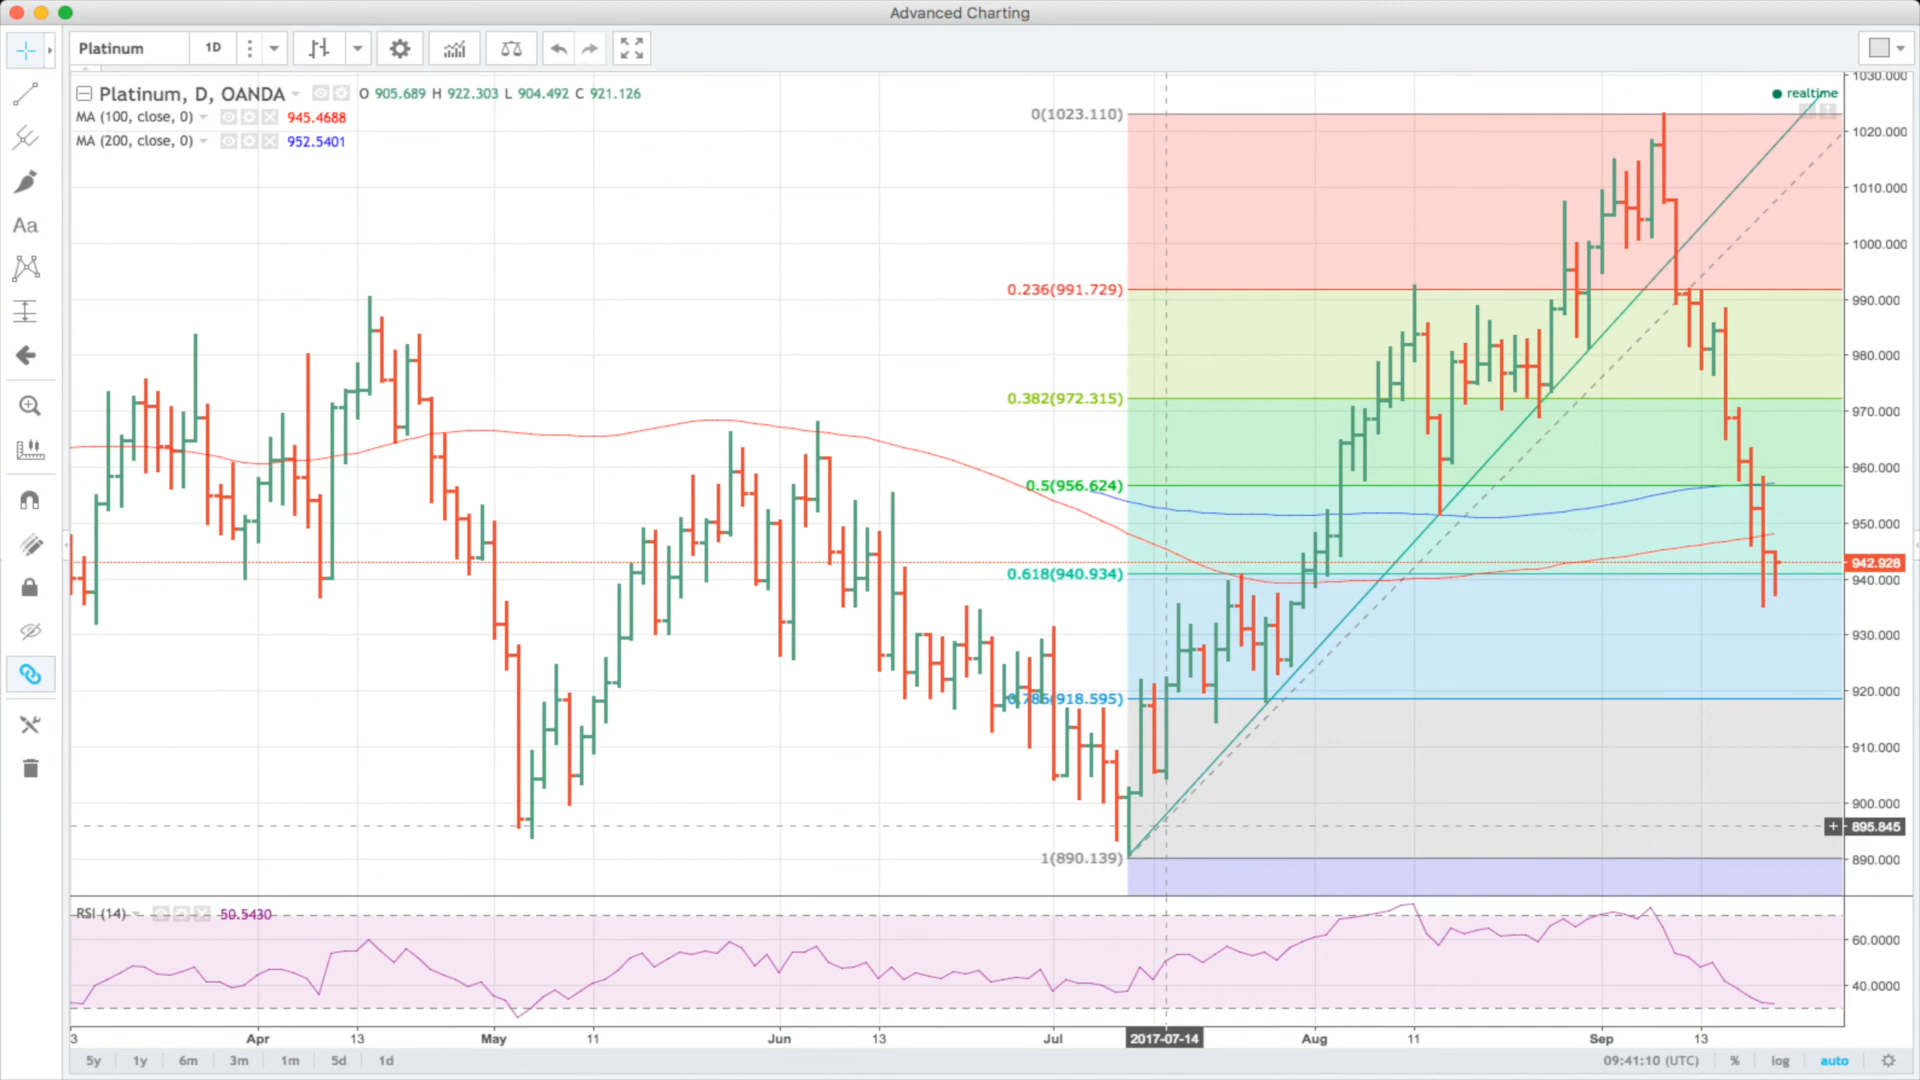 Advanced Charting
Platinum 1D
Platinum, D, OANDA O 905.689 H 922.303 L 904.492 C 921.126
realtime
MA (100, close, 0) 945.4688
MA (200, close, 0) 952.5401
Aa
0(1023.110)
0.236(991.729)
0.382(972.315)
0.5(956.624)
0.618(940.934)
0.786(918.595)
1(890.139)
1030.000
1020.000
1010.000
1000.000
990.000
980.000
970.000
960.000
950.000
942.928
940.000
930.000
920.000
910.000
900.000
895.845
890.000
RSI (14) 50.5430
60.0000
40.0000
3 Apr 13 May 11 Jun 13 Jul 2017-07-14 Aug 11 Sep 13
5y 1y 6m 3m 1m 5d 1d 09:41:10 (UTC) % log auto